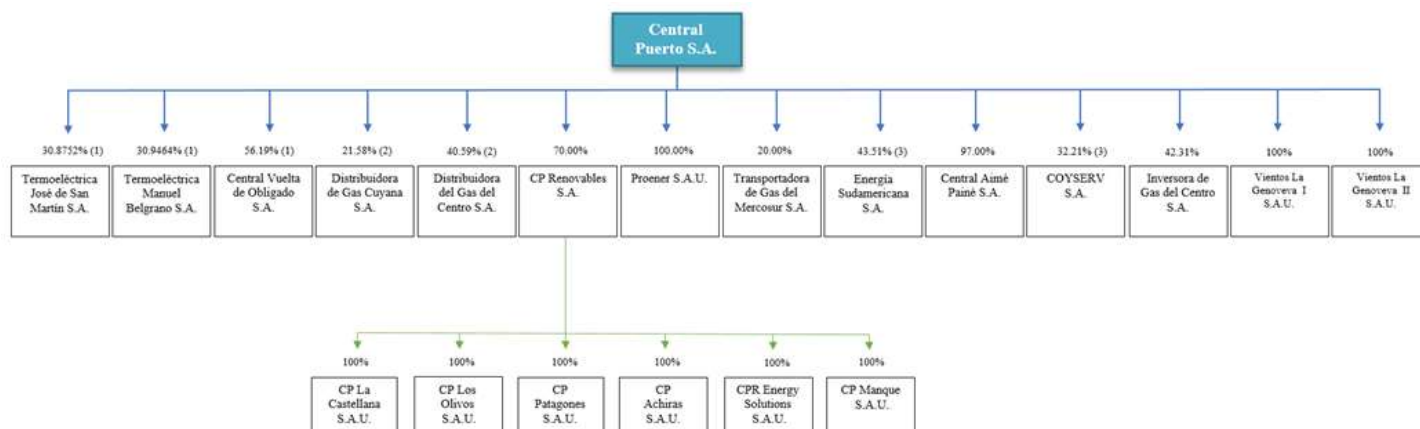 Central
Puerto S.A.
30.8752% (1)
30.9464% (1)
56.19% (1)
21.58% (2)
40.59% (2)
70.00%
100.00%
20.00%
43.51% (3)
97.00%
32.21% (3)
42.31%
100%
100%
Termoeléctrica
José de San
Martín S.A.
Termoeléctrica
Manuel
Belgrano S.A.
Central Vuelta
de Obligado
S.A.
Distribuidora
de Gas Cuyana
S.A.
Distribuidora
del Gas del
Centro S.A.
CP Renovables
S.A.
Proener S.A.U.
Transportadora
de Gas del
Mercosur S.A.
Energía
Sudamericana
S.A.
Central Aimé
Painé S.A.
COYSERV
S.A.
Inversora de
Gas del Centro
S.A.
Vientos La
Genoveva I
S.A.U.
Vientos La
Genoveva II
S.A.U.
100%
100%
100%
100%
100%
100%
CP La
Castellana
S.A.U.
CP Los
Olivos
S.A.U.
CP
Patagones
S.A.U.
CP
Achiras
S.A.U.
CPR Energy
Solutions
S.A.U.
CP Manque
S.A.U.